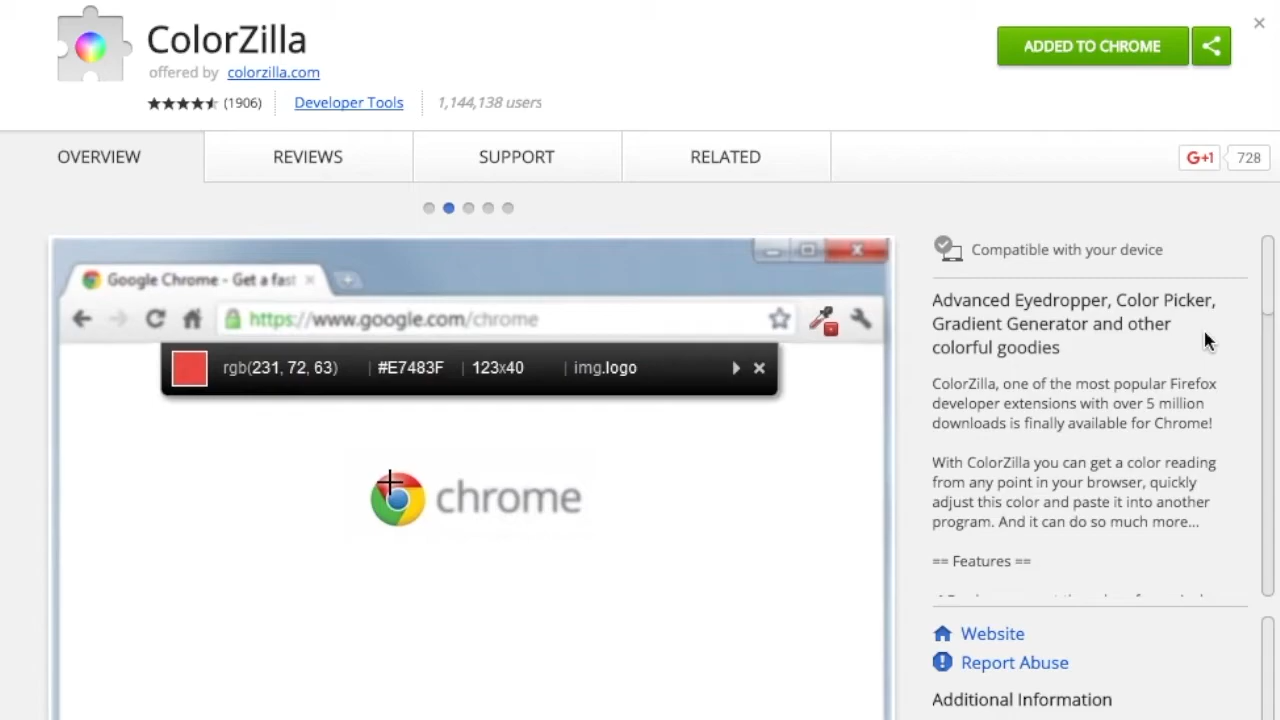 ColorZilla
offered by colorzilla.com
(1906) Developer Tools 1,144,138 users
ADDED TO CHROME
OVERVIEW REVIEWS SUPPORT RELATED
G+1 728
Google Chrome - Get a fast
https://www.google.com/chrome
rgb(231, 72, 63) | #E7483F | 123x40 | img.logo
chrome
Compatible with your device
Advanced Eyedropper, Color Picker,
Gradient Generator and other
colorful goodies
ColorZilla, one of the most popular Firefox
developer extensions with over 5 million
downloads is finally available for Chrome!
With ColorZilla you can get a color reading
from any point in your browser, quickly
adjust this color and paste it into another
program. And it can do so much more...
== Features ==
Website
Report Abuse
Additional Information